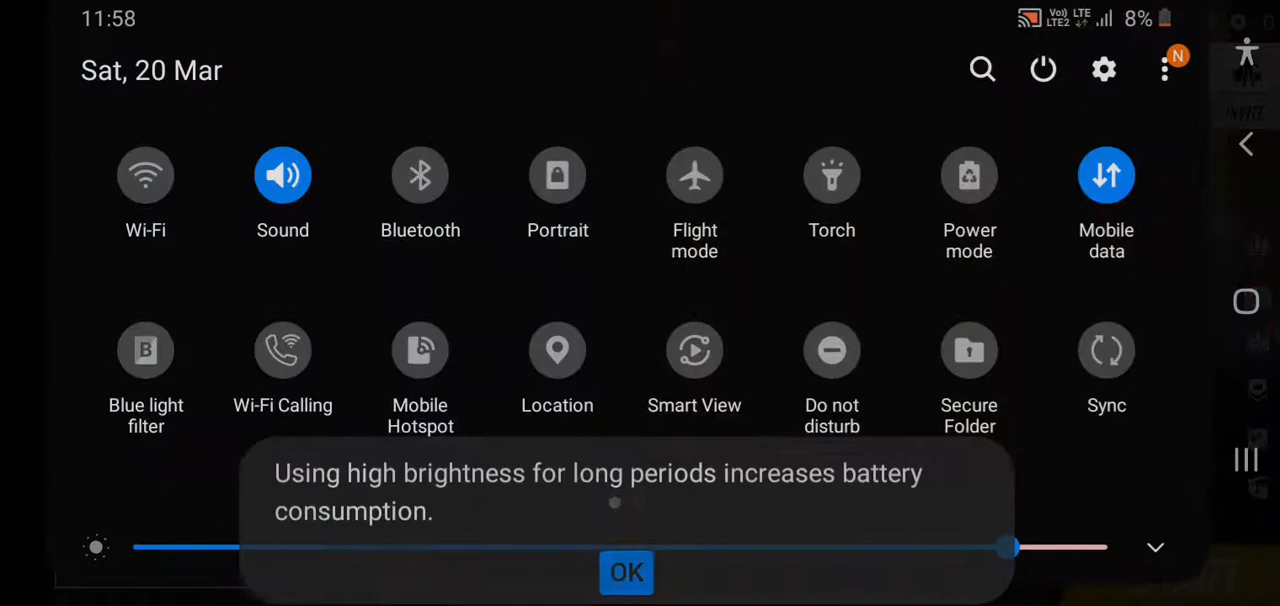 11:58
Vo) LTE
LTE2
8%
Sat, 20 Mar
N
INVITE
Wi-Fi
Sound
Bluetooth
Portrait
Flight
mode
Torch
Power
mode
Mobile
data
B
Blue light
filter
Wi-Fi Calling
Mobile
Hotspot
Location
Smart View
Do not
disturb
Secure
Folder
Sync
Using high brightness for long periods increases battery
consumption.
OK